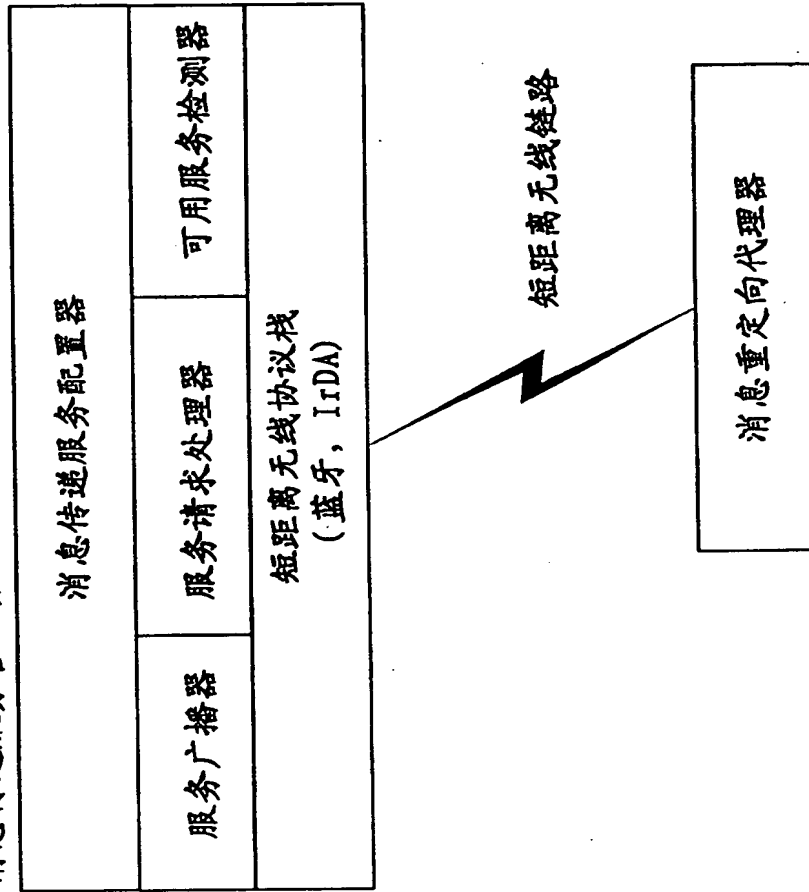 消息传递服务配置器
服务广播器
服务请求处理器
可用服务检测器
短距离无线协议栈
(蓝牙, IrDA)
短距离无线链路
消息重定向代理器